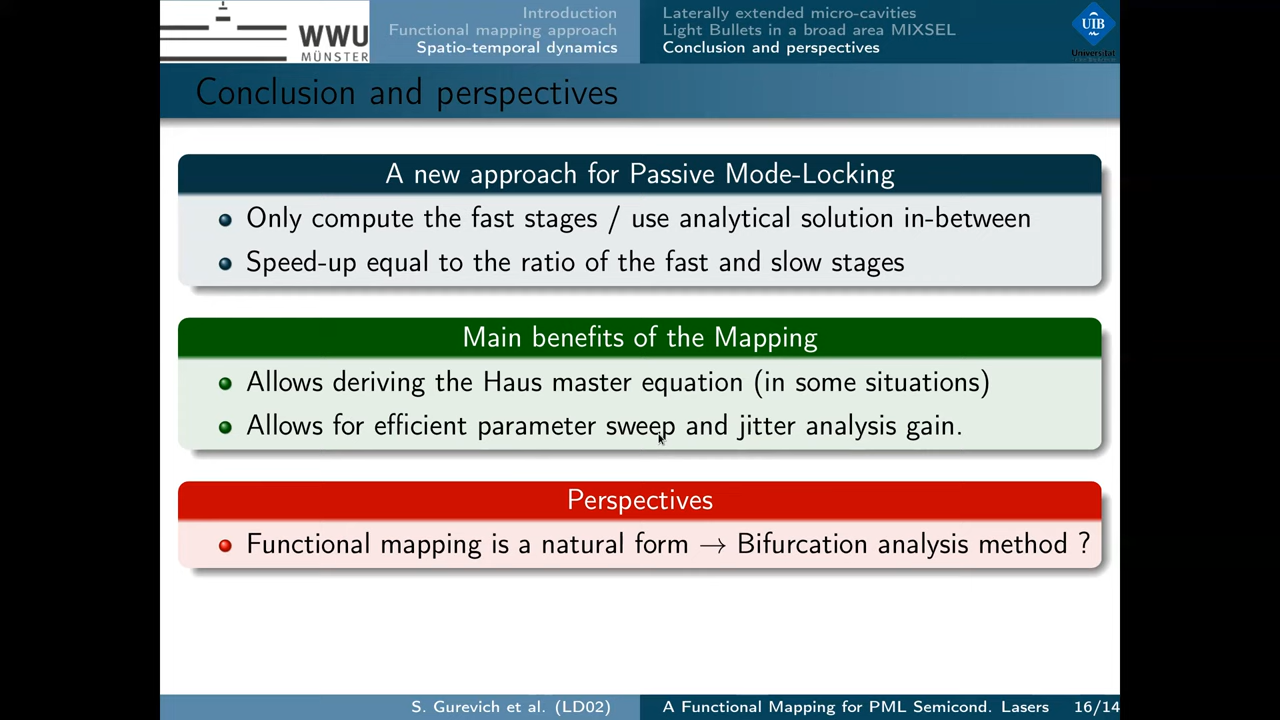 WWU
MÜNSTER
Introduction
Functional mapping approach
Spatio-temporal dynamics
Laterally extended micro-cavities
Light Bullets in a broad area MIXSEL
Conclusion and perspectives
UIB
Universitat
Conclusion and perspectives
A new approach for Passive Mode-Locking
Only compute the fast stages / use analytical solution in-between
Speed-up equal to the ratio of the fast and slow stages
Main benefits of the Mapping
Allows deriving the Haus master equation (in some situations)
Allows for efficient parameter sweep and jitter analysis gain.
Perspectives
Functional mapping is a natural form → Bifurcation analysis method ?
S. Gurevich et al. (LD02)
A Functional Mapping for PML Semicond. Lasers 16/14